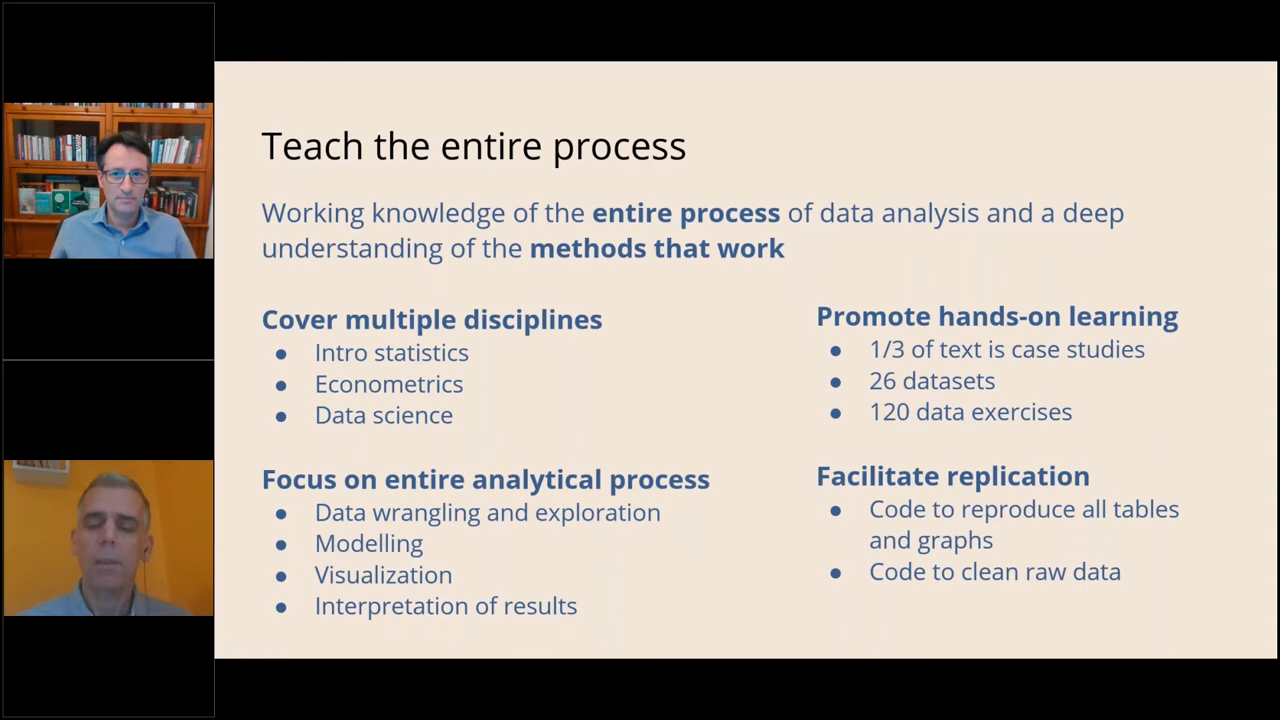 Teach the entire process
Working knowledge of the entire process of data analysis and a deep
understanding of the methods that work
Cover multiple disciplines
● Intro statistics
● Econometrics
● Data science
Focus on entire analytical process
● Data wrangling and exploration
● Modelling
● Visualization
● Interpretation of results
Promote hands-on learning
● 1/3 of text is case studies
● 26 datasets
● 120 data exercises
Facilitate replication
● Code to reproduce all tables
and graphs
● Code to clean raw data